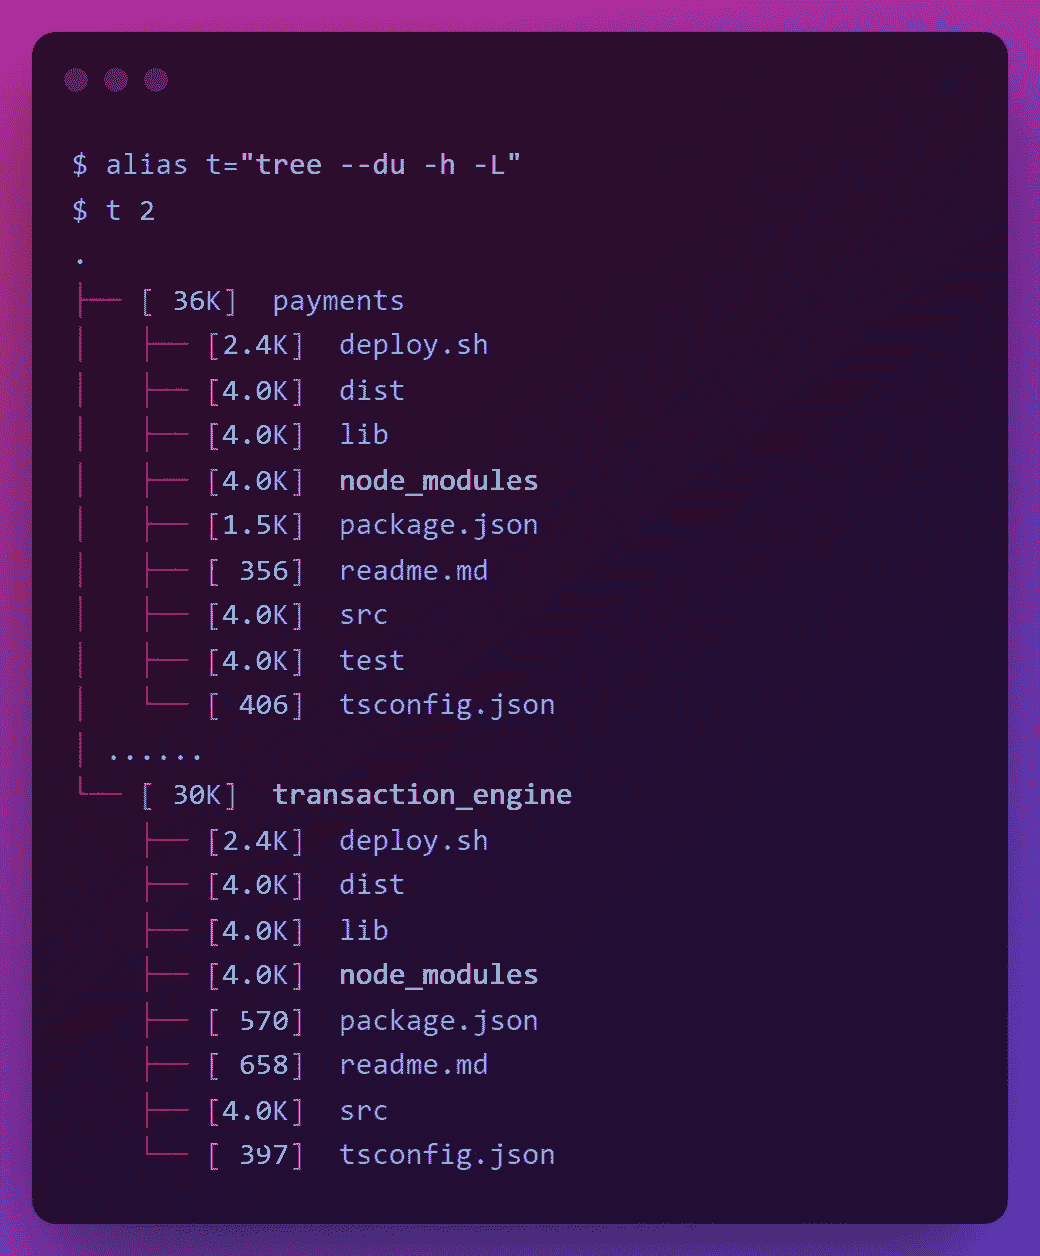 $ alias t="tree --du -h -L"
$ t 2
.
├── [ 36K]  payments
│   ├── [2.4K]  deploy.sh
│   ├── [4.0K]  dist
│   ├── [4.0K]  lib
│   ├── [4.0K]  node_modules
│   ├── [1.5K]  package.json
│   ├── [ 356]  readme.md
│   ├── [4.0K]  src
│   ├── [4.0K]  test
│   └── [ 406]  tsconfig.json
│ ......
└── [ 30K]  transaction_engine
    ├── [2.4K]  deploy.sh
    ├── [4.0K]  dist
    ├── [4.0K]  lib
    ├── [4.0K]  node_modules
    ├── [ 570]  package.json
    ├── [ 658]  readme.md
    ├── [4.0K]  src
    └── [ 397]  tsconfig.json